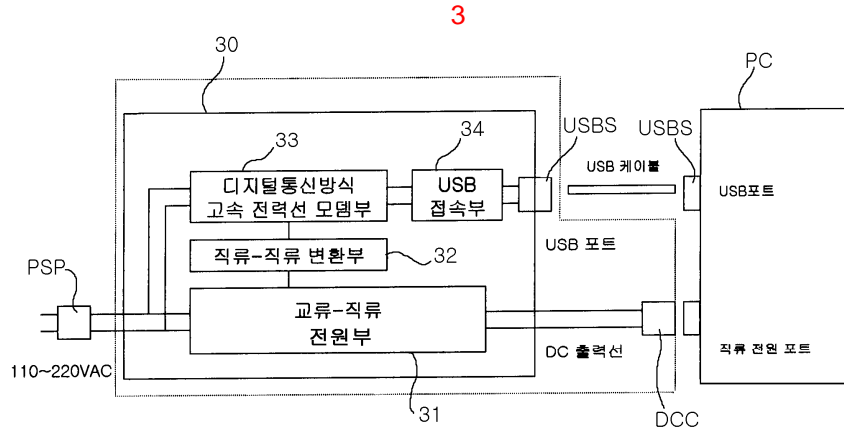 3
30
PC
33
34
USBS
USBS
USB 케이블
디지털통신방식
고속 전력선 모뎀부
USB
접속부
USB포트
직류-직류 변환부
32
USB 포트
PSP
교류-직류
전원부
110~220VAC
DC 출력선
직류 전원 포트
31
DCC